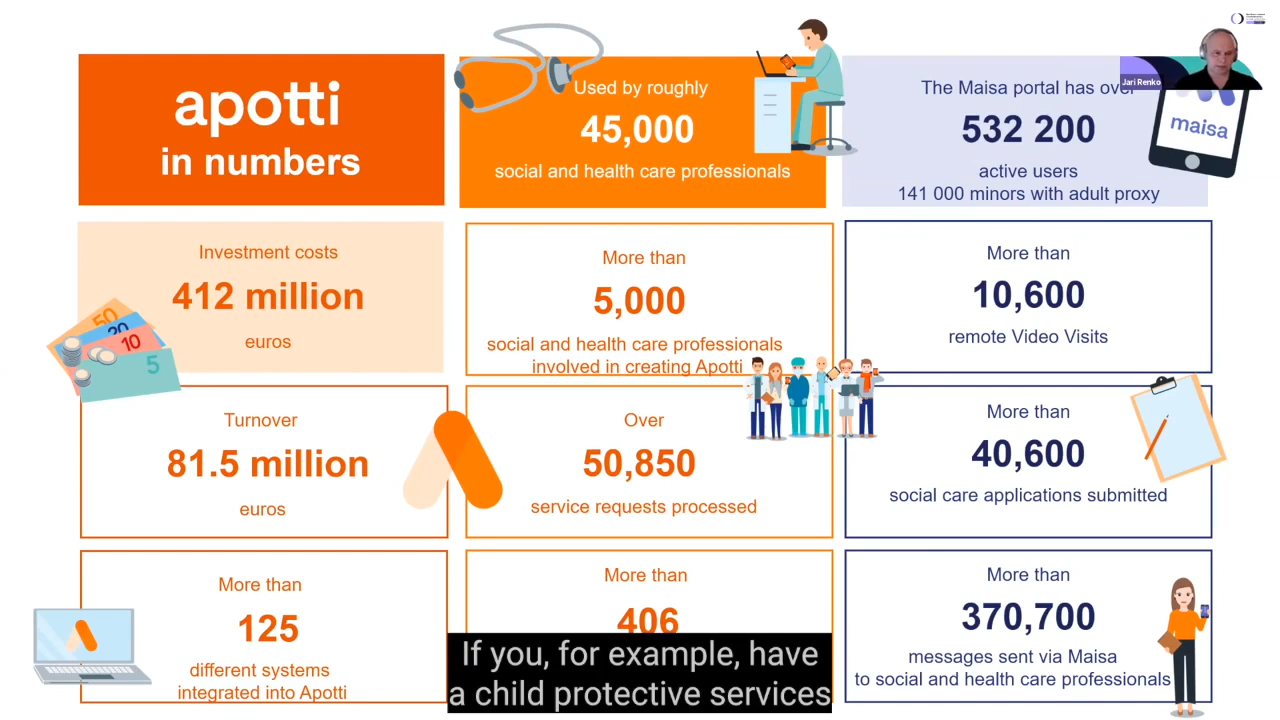 apotti
in numbers
Used by roughly
45,000
social and health care professionals
The Maisa portal has over
532 200
active users
141 000 minors with adult proxy
Jari Renko
maisa
Investment costs
412 million
euros
50
20
10
5
More than
5,000
social and health care professionals
involved in creating Apotti
More than
10,600
remote Video Visits
Turnover
81.5 million
euros
Over
50,850
service requests processed
More than
40,600
social care applications submitted
More than
125
different systems
integrated into Apotti
More than
406
More than
370,700
messages sent via Maisa
to social and health care professionals
If you, for example, have
a child protective services